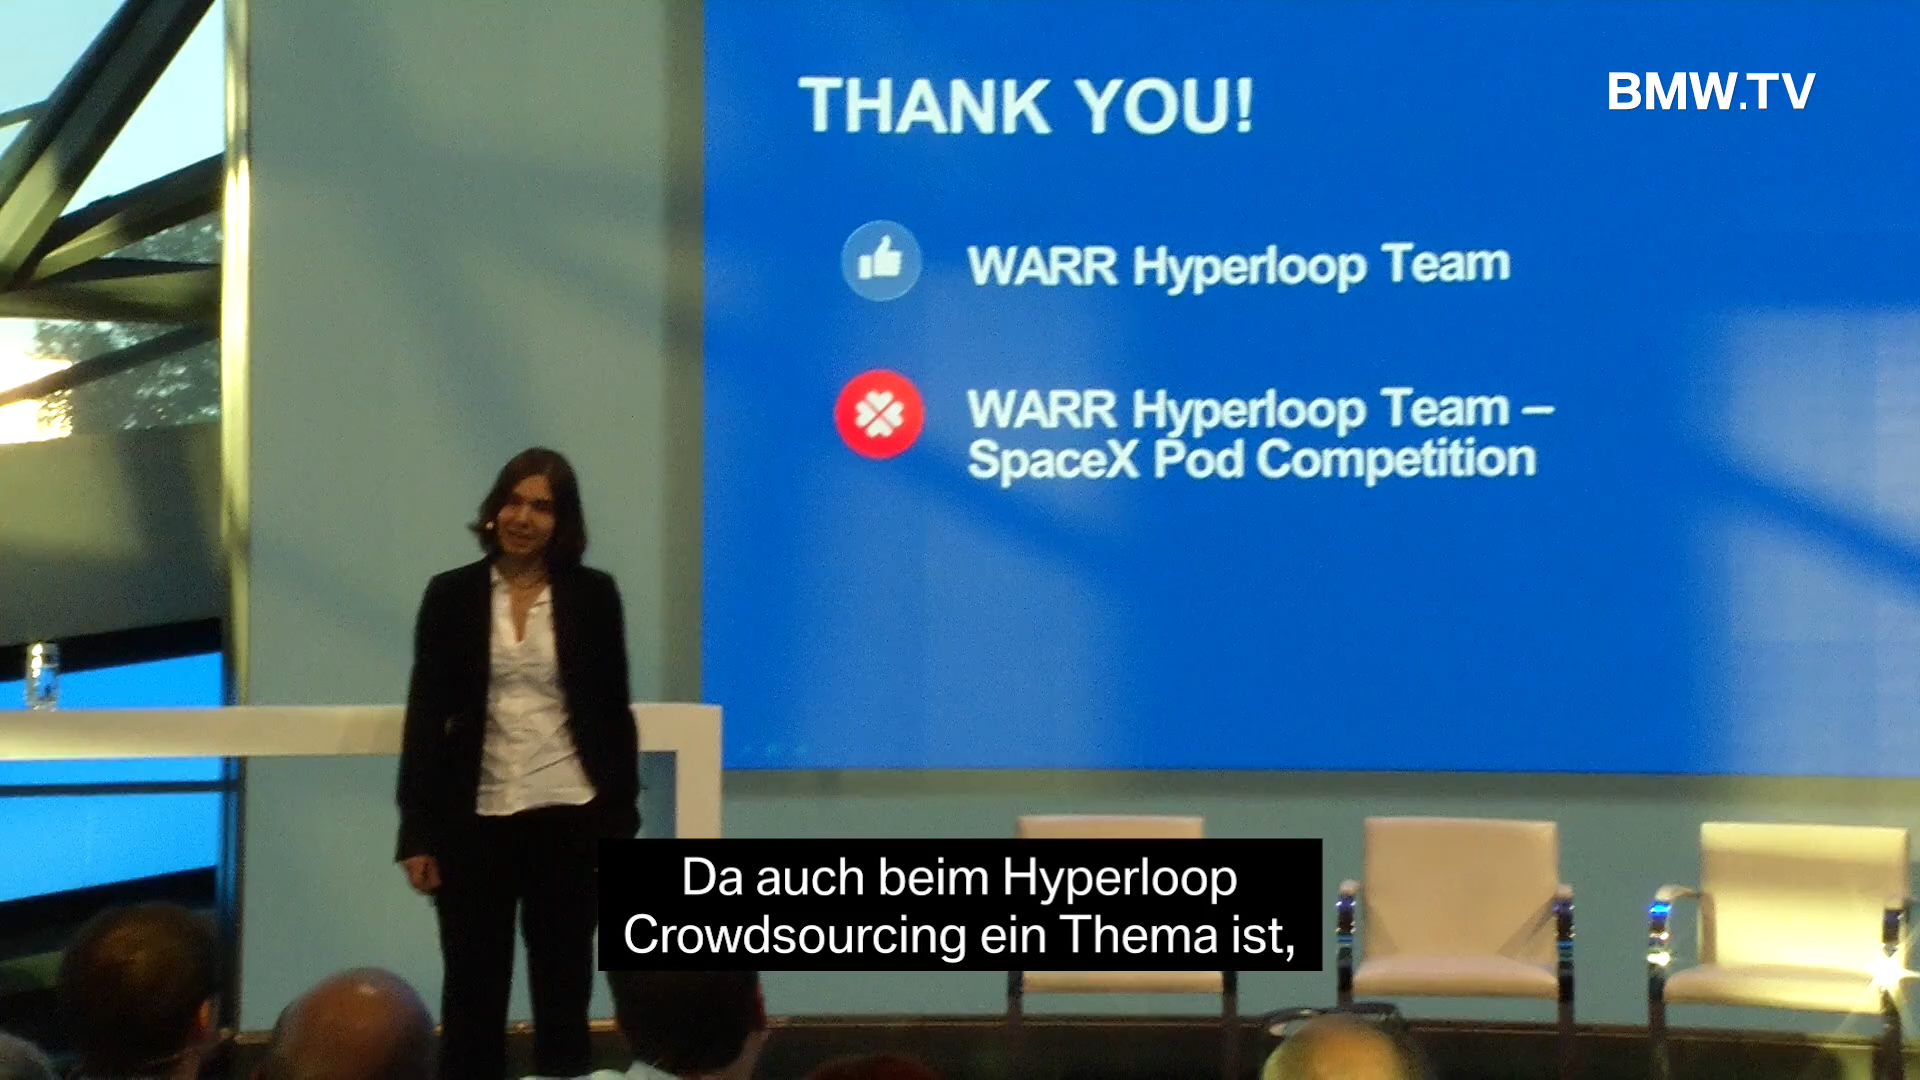 THANK YOU!
BMW.TV
WARR Hyperloop Team
WARR Hyperloop Team –
SpaceX Pod Competition
Da auch beim Hyperloop
Crowdsourcing ein Thema ist,